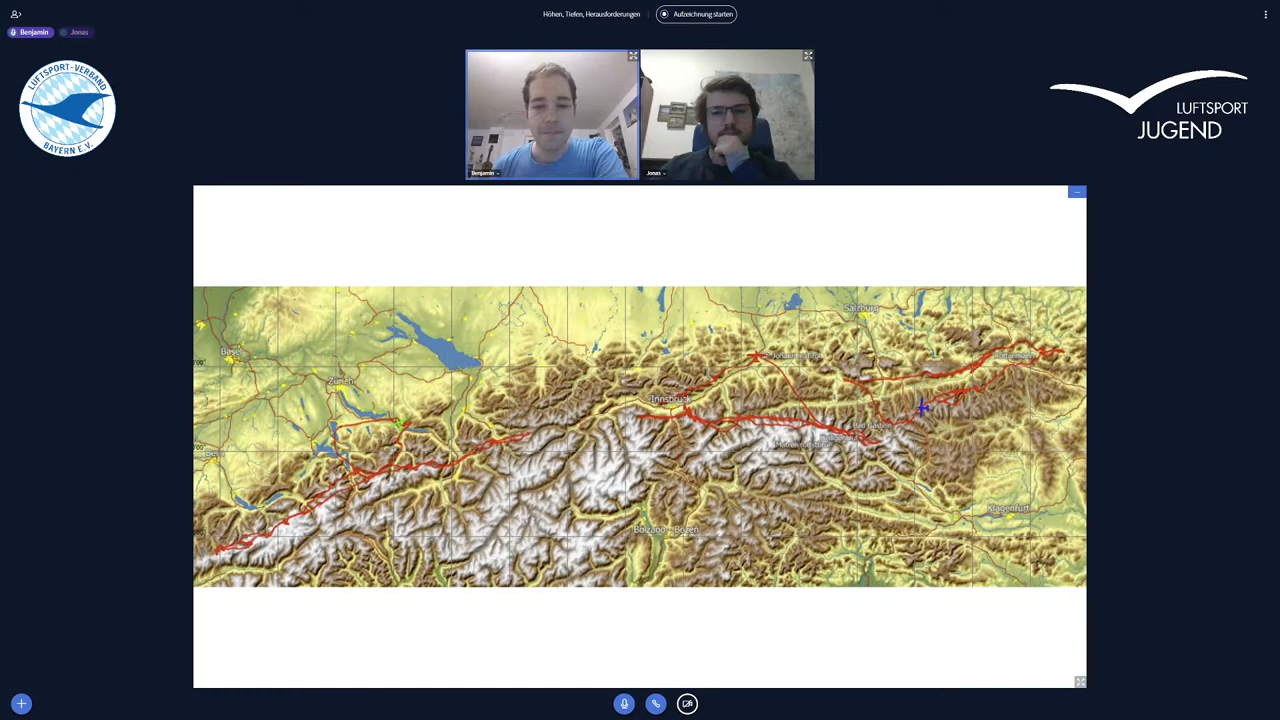 Höhen, Tiefen, Herausforderungen
Aufzeichnung starten
Benjamin
Jonas
LUFTSPORT-VERBAND
BAYERN E.V.
LUFTSPORT
JUGEND
Benjamin
Jonas
Salzburg
Basel
Zürich
Innsbruck
Bad Gastein
Klagenfurt
Bolzano - Bozen